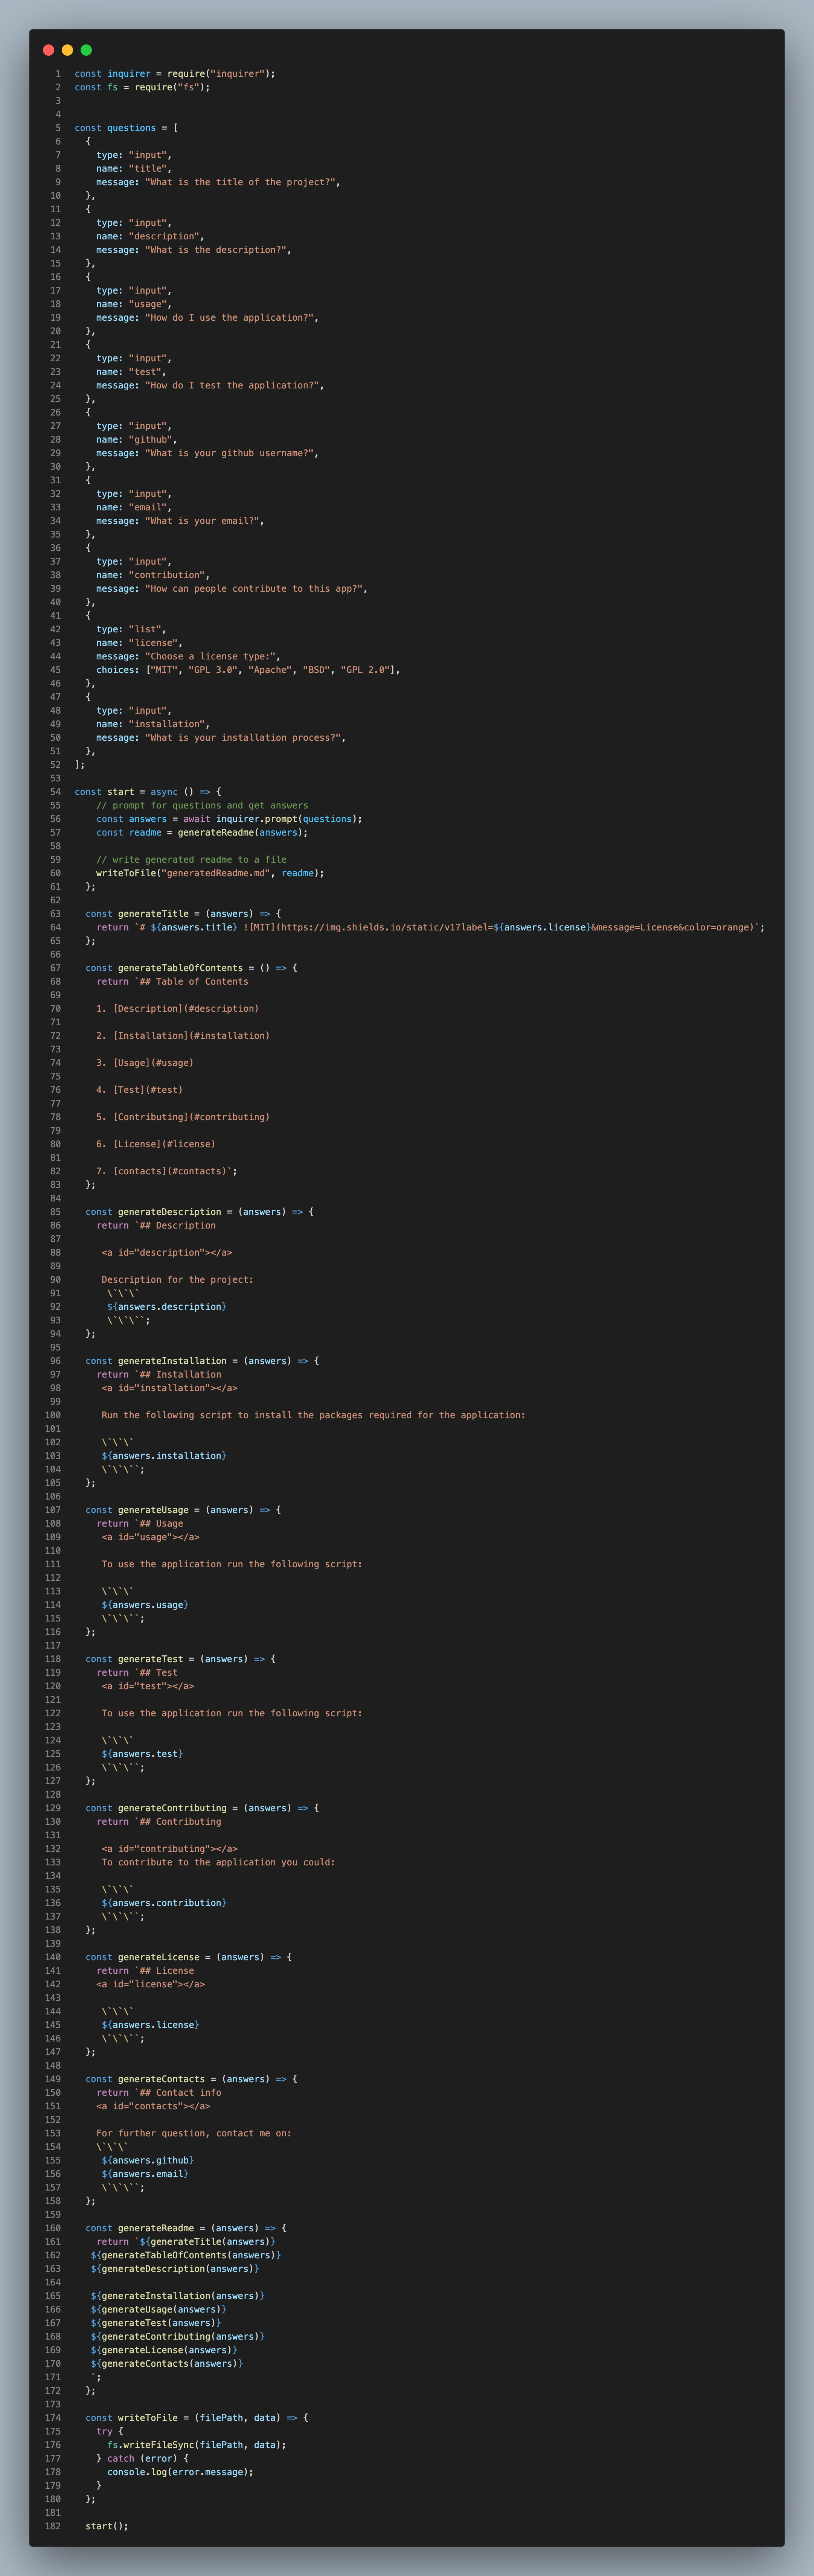 1 const inquirer = require("inquirer");
2 const fs = require("fs");
3
4
5 const questions = [
6   {
7     type: "input",
8     name: "title",
9     message: "What is the title of the project?",
10   },
11   {
12     type: "input",
13     name: "description",
14     message: "What is the description?",
15   },
16   {
17     type: "input",
18     name: "usage",
19     message: "How do I use the application?",
20   },
21   {
22     type: "input",
23     name: "test",
24     message: "How do I test the application?",
25   },
26   {
27     type: "input",
28     name: "github",
29     message: "What is your github username?",
30   },
31   {
32     type: "input",
33     name: "email",
34     message: "What is your email?",
35   },
36   {
37     type: "input",
38     name: "contribution",
39     message: "How can people contribute to this app?",
40   },
41   {
42     type: "list",
43     name: "license",
44     message: "Choose a license type:",
45     choices: ["MIT", "GPL 3.0", "Apache", "BSD", "GPL 2.0"],
46   },
47   {
48     type: "input",
49     name: "installation",
50     message: "What is your installation process?",
51   },
52 ];
53
54 const start = async () => {
55     // prompt for questions and get answers
56     const answers = await inquirer.prompt(questions);
57     const readme = generateReadme(answers);
58
59     // write generated readme to a file
60     writeToFile("generatedReadme.md", readme);
61   };
62
63   const generateTitle = (answers) => {
64     return `# ${answers.title} ![MIT](https://img.shields.io/static/v1?label=${answers.license}&message=License&color=orange)`;
65   };
66
67   const generateTableOfContents = () => {
68     return `## Table of Contents
69
70     1. [Description](#description)
71
72     2. [Installation](#installation)
73
74     3. [Usage](#usage)
75
76     4. [Test](#test)
77
78     5. [Contributing](#contributing)
79
80     6. [License](#license)
81
82     7. [contacts](#contacts)`;
83   };
84
85   const generateDescription = (answers) => {
86     return `## Description
87
88      <a id="description"></a>
89
90      Description for the project:
91       \`\`\`
92       ${answers.description}
93       \`\`\``;
94   };
95
96   const generateInstallation = (answers) => {
97     return `## Installation
98      <a id="installation"></a>
99
100      Run the following script to install the packages required for the application:
101
102      \`\`\`
103      ${answers.installation}
104      \`\`\``;
105   };
106
107   const generateUsage = (answers) => {
108     return `## Usage
109      <a id="usage"></a>
110
111      To use the application run the following script:
112
113      \`\`\`
114      ${answers.usage}
115      \`\`\``;
116   };
117
118   const generateTest = (answers) => {
119     return `## Test
120      <a id="test"></a>
121
122      To use the application run the following script:
123
124      \`\`\`
125      ${answers.test}
126      \`\`\``;
127   };
128
129   const generateContributing = (answers) => {
130     return `## Contributing
131
132      <a id="contributing"></a>
133      To contribute to the application you could:
134
135      \`\`\`
136      ${answers.contribution}
137      \`\`\``;
138   };
139
140   const generateLicense = (answers) => {
141     return `## License
142     <a id="license"></a>
143
144      \`\`\`
145      ${answers.license}
146      \`\`\``;
147   };
148
149   const generateContacts = (answers) => {
150     return `## Contact info
151     <a id="contacts"></a>
152
153     For further question, contact me on:
154     \`\`\`
155      ${answers.github}
156      ${answers.email}
157      \`\`\``;
158   };
159
160   const generateReadme = (answers) => {
161     return `${generateTitle(answers)}
162    ${generateTableOfContents(answers)}
163    ${generateDescription(answers)}
164
165    ${generateInstallation(answers)}
166    ${generateUsage(answers)}
167    ${generateTest(answers)}
168    ${generateContributing(answers)}
169    ${generateLicense(answers)}
170    ${generateContacts(answers)}
171    `;
172   };
173
174   const writeToFile = (filePath, data) => {
175     try {
176       fs.writeFileSync(filePath, data);
177     } catch (error) {
178       console.log(error.message);
179     }
180   };
181
182   start();